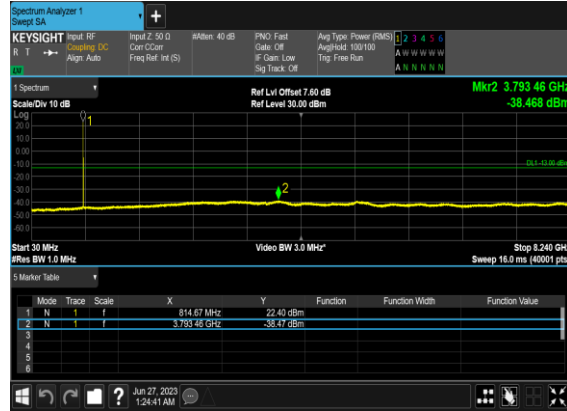 Spectrum Analyzer 1
Swept SA
KEYSIGHT Input: RF Input Z: 50 Ω #Atten: 40 dB PNO: Fast Avg Type: Power (RMS) 1 2 3 4 5 6
R T Coupling: DC Corr CCorr Gate: Off Avg|Hold: 100/100 A W W W W W
Align: Auto Freq Ref: Int (S) IF Gain: Low Trig: Free Run
Sig Track: Off A N N N N N
1 Spectrum Ref Lvl Offset 7.60 dB Mkr2 3.793 46 GHz
Scale/Div 10 dB Ref Level 30.00 dBm -38.468 dBm
Log
20.0
10.0
0.00
-10.0
-20.0
-30.0
-40.0
-50.0
-60.0
1
2
DL1 -13.00 dBm
Start 30 MHz Video BW 3.0 MHz* Stop 8.240 GHz
#Res BW 1.0 MHz Sweep 16.0 ms (40001 pts)
5 Marker Table
Mode Trace Scale X Y Function Function Width Function Value
1 N 1 f 814.67 MHz 22.40 dBm
2 N 1 f 3.793 46 GHz -38.47 dBm
3
4
5
6
? Jun 27, 2023
1:24:41 AM